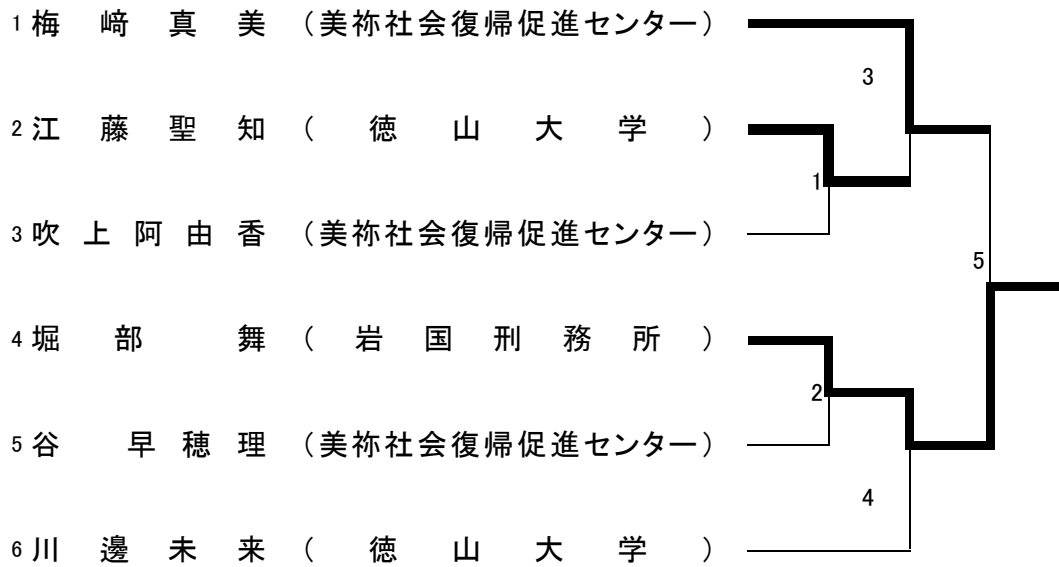 1 梅﨑真美 (美祢社会復帰促進センター)
3
2 江藤聖知 (徳山大学)
1
3 吹上阿由香 (美祢社会復帰促進センター)
5
4 堀部舞 (岩国刑務所)
2
5 谷早穂理 (美祢社会復帰促進センター)
4
6 川邊未来 (徳山大学)